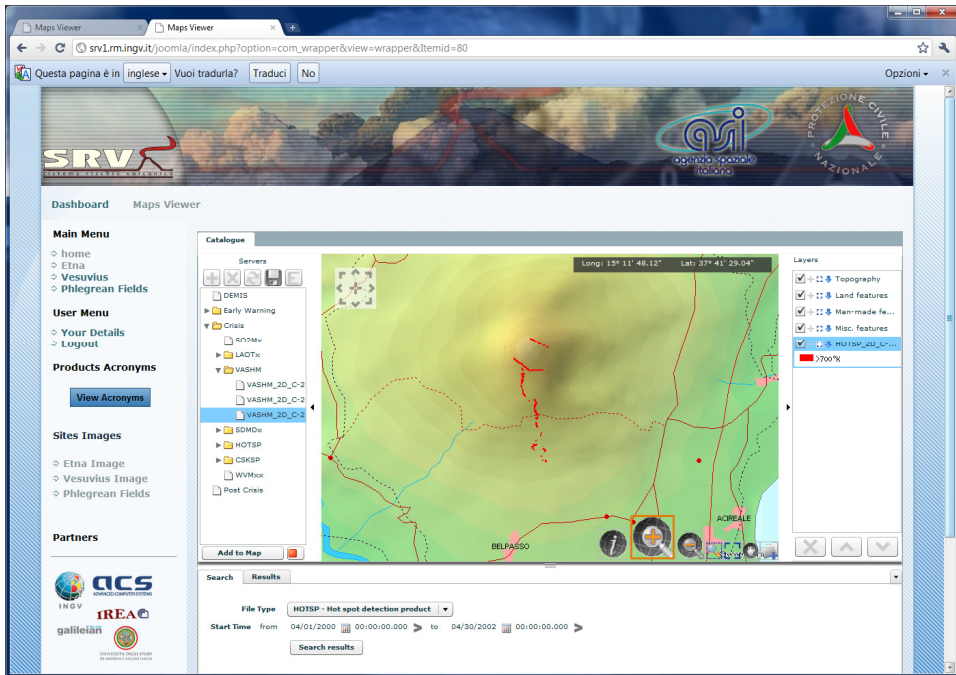 Maps Viewer
Maps Viewer
srv1.rm.ingv.it/joomla/index.php?option=com_wrapper&view=wrapper&Itemid=80
Questa pagina è in inglese Vuoi tradurla? Traduci No Opzioni
SRV
sistema rischio vulcanico
asi
agenzia spaziale
italiana
PROTEZIONE CIVILE
NAZIONALE
Dashboard Maps Viewer
Main Menu
home
Etna
Vesuvius
Phlegrean Fields
User Menu
Your Details
Logout
Products Acronyms
View Acronyms
Sites Images
Etna Image
Vesuvius Image
Phlegrean Fields
Partners
INGV
acs
ADVANCED COMPUTER SYSTEMS
IREA
galileian
Catalogue
Servers
E
DEMIS
Early Warning
Crisis
SO2Mx
LAOTx
VASHM
VASHM_2D_C-2
VASHM_2D_C-2
VASHM_2D_C-2
SDMDx
HOTSP
CSKSP
WVMxx
Post Crisis
Add to Map
Long: 15° 11' 48.12" Lat: 37° 41' 29.04"
ACIREALE
BELPASSO
Layers
Topography
Land features
Man-made fe...
Misc. features
HOTSP_2D_C-...
>700°K
Search Results
File Type HOTSP - Hot spot detection product
Start Time from 04/01/2000 00:00:00.000 to 04/30/2002 00:00:00.000
Search results